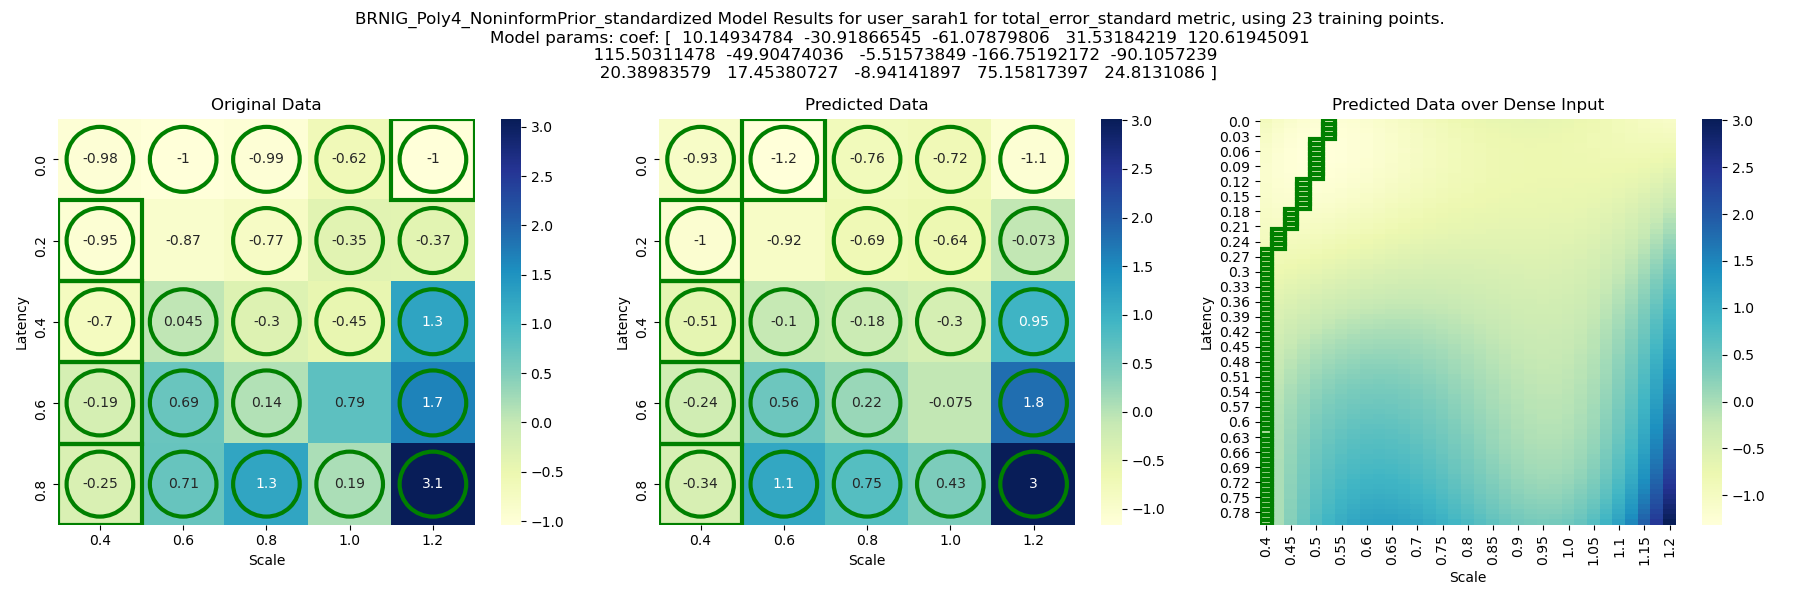 BRNIG_Poly4_NoninformPrior_standardized Model Results for user_sarah1 for total_error_standard metric, using 23 training points.
Model params: coef: [  10.14934784  -30.91866545  -61.07879806   31.53184219  120.61945091
115.50311478  -49.90474036   -5.51573849 -166.75192172  -90.1057239
20.38983579   17.45380727   -8.94141897   75.15817397   24.8131086 ]
Original Data
0.0 -0.98 -1 -0.99 -0.62 -1
0.2 -0.95 -0.87 -0.77 -0.35 -0.37
0.4 -0.7 0.045 -0.3 -0.45 1.3
0.6 -0.19 0.69 0.14 0.79 1.7
0.8 -0.25 0.71 1.3 0.19 3.1
0.4 0.6 0.8 1.0 1.2
Scale
Latency
3.0
2.5
2.0
1.5
1.0
0.5
0.0
−0.5
−1.0
Predicted Data
0.0 -0.93 -1.2 -0.76 -0.72 -1.1
0.2 -1 -0.92 -0.69 -0.64 -0.073
0.4 -0.51 -0.1 -0.18 -0.3 0.95
0.6 -0.24 0.56 0.22 -0.075 1.8
0.8 -0.34 1.1 0.75 0.43 3
0.4 0.6 0.8 1.0 1.2
Scale
Latency
3.0
2.5
2.0
1.5
1.0
0.5
0.0
−0.5
−1.0
Predicted Data over Dense Input
0.0
0.03
0.06
0.09
0.12
0.15
0.18
0.21
0.24
0.27
0.3
0.33
0.36
0.39
0.42
0.45
0.48
0.51
0.54
0.57
0.6
0.63
0.66
0.69
0.72
0.75
0.78
0.4 0.45 0.5 0.55 0.6 0.65 0.7 0.75 0.8 0.85 0.9 0.95 1.0 1.05 1.1 1.15 1.2
Scale
Latency
3.0
2.5
2.0
1.5
1.0
0.5
0.0
−0.5
−1.0